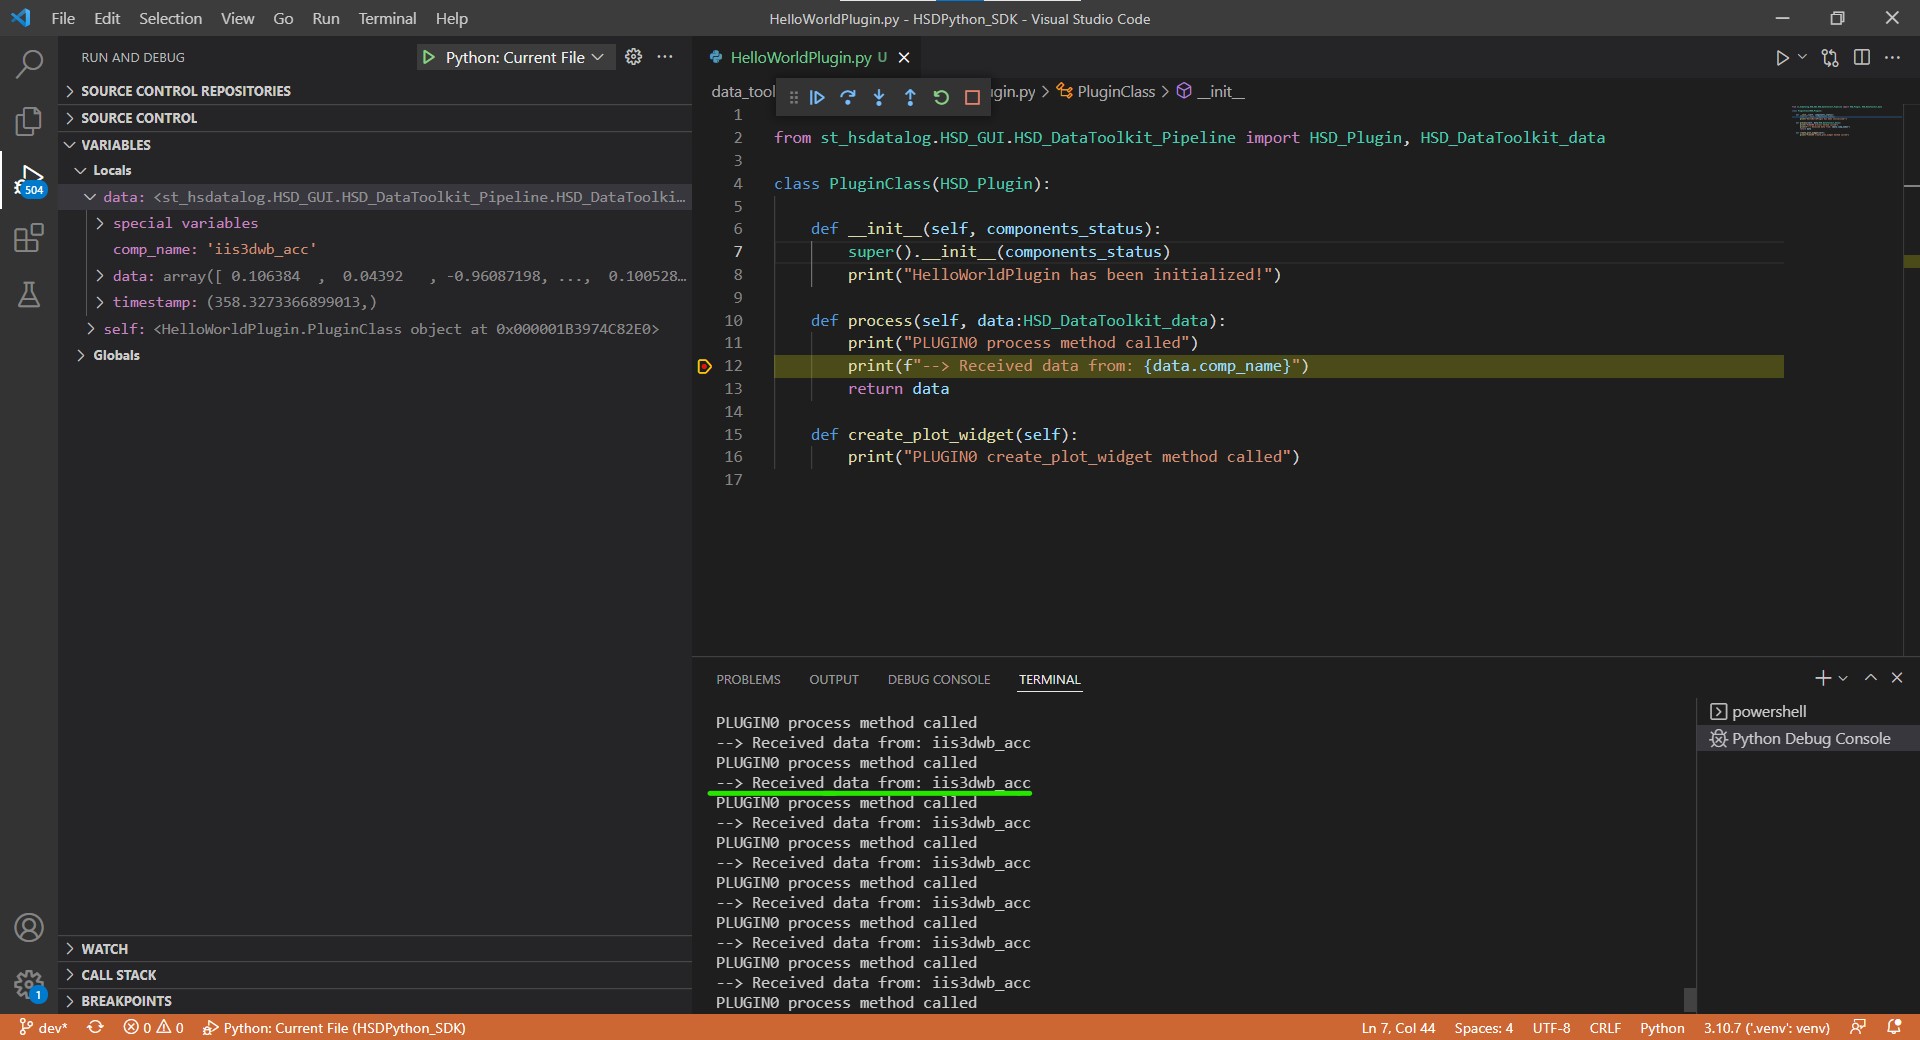 File Edit Selection View Go Run Terminal Help
HelloWorldPlugin.py - HSDPython_SDK - Visual Studio Code
RUN AND DEBUG
Python: Current File
SOURCE CONTROL REPOSITORIES
SOURCE CONTROL
VARIABLES
Locals
data: <st_hsdatalog.HSD_GUI.HSD_DataToolkit_Pipeline.HSD_DataToolki...
special variables
comp_name: 'iis3dwb_acc'
data: array([ 0.106384 , 0.04392 , -0.96087198, ..., 0.100528...
timestamp: (358.3273366899013,)
self: <HelloWorldPlugin.PluginClass object at 0x000001B3974C82E0>
Globals
504
WATCH
CALL STACK
BREAKPOINTS
1
HelloWorldPlugin.py U
data_tool gin.py > PluginClass > __init__
1
2 from st_hsdatalog.HSD_GUI.HSD_DataToolkit_Pipeline import HSD_Plugin, HSD_DataToolkit_data
3
4 class PluginClass(HSD_Plugin):
5
6 def __init__(self, components_status):
7 super().__init__(components_status)
8 print("HelloWorldPlugin has been initialized!")
9
10 def process(self, data:HSD_DataToolkit_data):
11 print("PLUGIN0 process method called")
12 print(f"--> Received data from: {data.comp_name}")
13 return data
14
15 def create_plot_widget(self):
16 print("PLUGIN0 create_plot_widget method called")
17
PROBLEMS OUTPUT DEBUG CONSOLE TERMINAL
PLUGIN0 process method called
--> Received data from: iis3dwb_acc
PLUGIN0 process method called
--> Received data from: iis3dwb_acc
PLUGIN0 process method called
--> Received data from: iis3dwb_acc
PLUGIN0 process method called
--> Received data from: iis3dwb_acc
PLUGIN0 process method called
--> Received data from: iis3dwb_acc
PLUGIN0 process method called
--> Received data from: iis3dwb_acc
PLUGIN0 process method called
--> Received data from: iis3dwb_acc
PLUGIN0 process method called
powershell
Python Debug Console
dev* 0 0 Python: Current File (HSDPython_SDK)
Ln 7, Col 44 Spaces: 4 UTF-8 CRLF Python 3.10.7 ('.venv': venv)